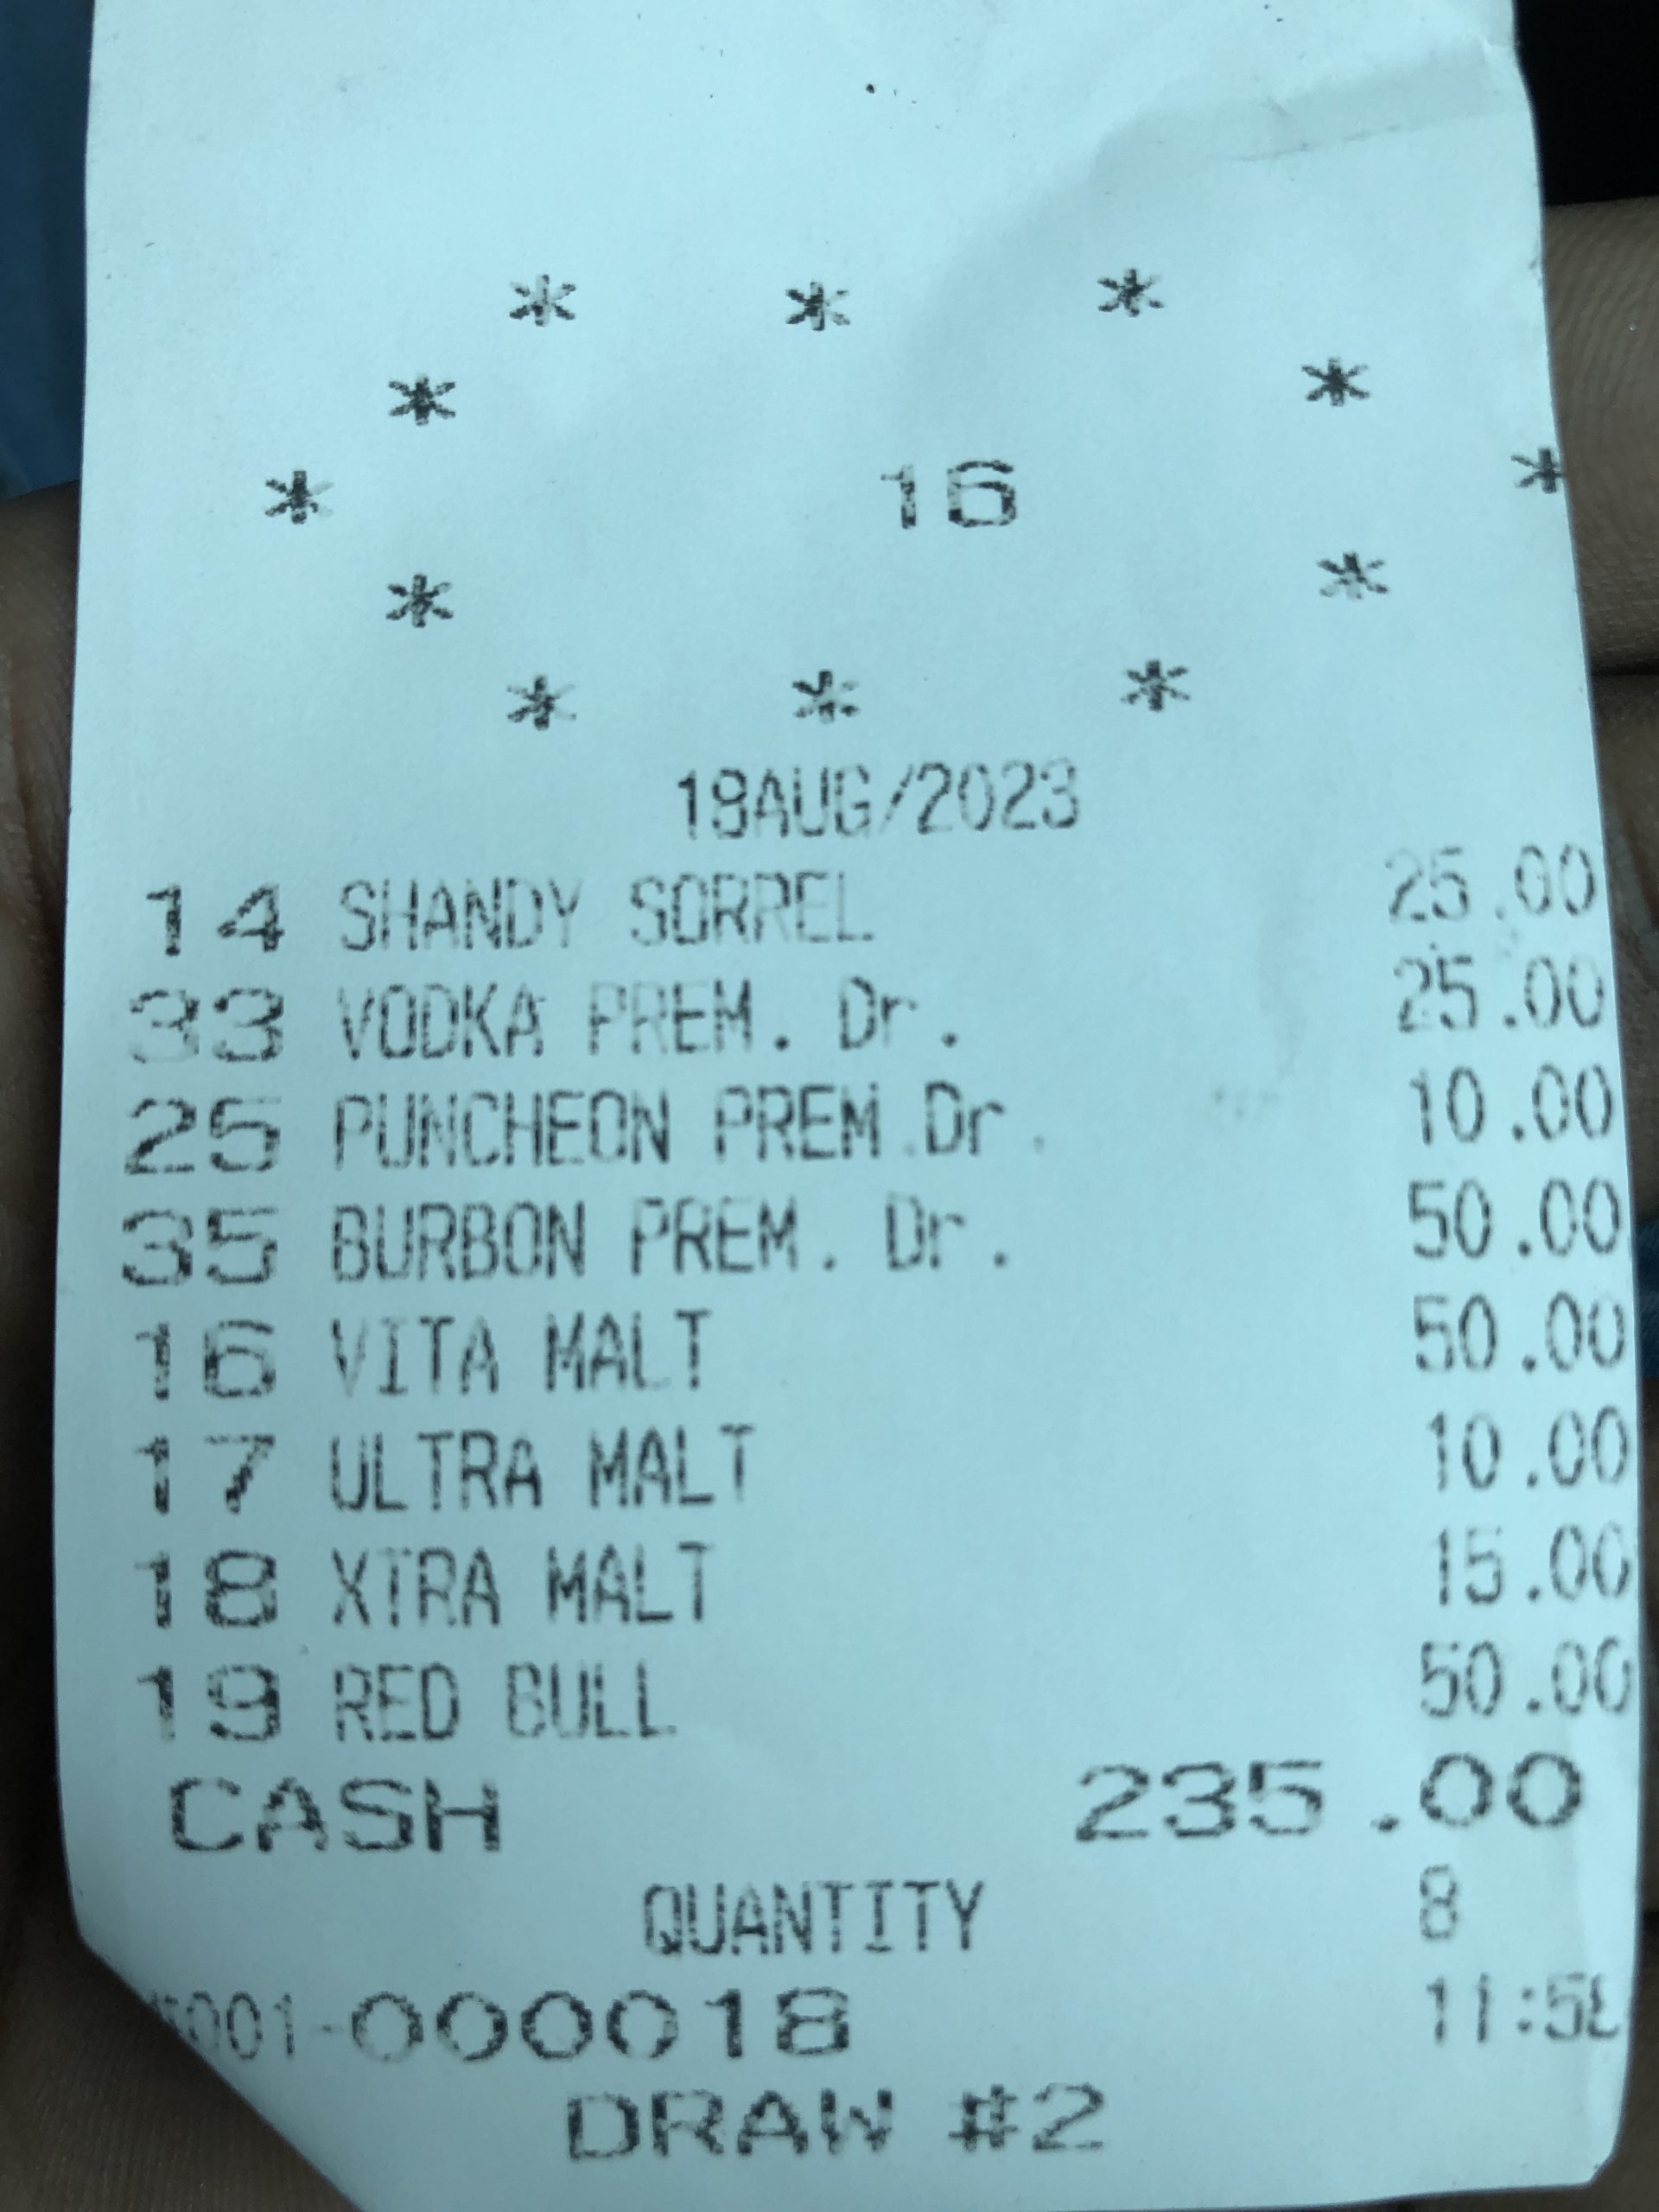 * * *
* *
* 16 *
* *
* * *
18AUG/2023
14 SHANDY SORREL 25.00
33 VODKA PREM. Dr. 25.00
25 PUNCHEON PREM.Dr. 10.00
35 BURBON PREM. Dr. 50.00
16 VITA MALT 50.00
17 ULTRA MALT 10.00
18 XTRA MALT 15.00
19 RED BULL 50.00
CASH 235.00
QUANTITY 8
001-000018
DRAW #2